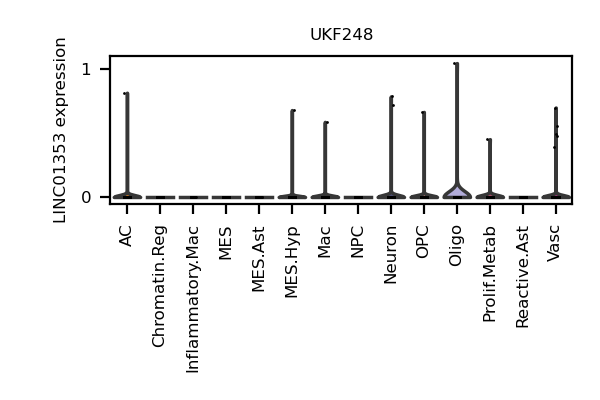 UKF248
LINC01353 expression
1
0
AC
Chromatin.Reg
Inflammatory.Mac
MES
MES.Ast
MES.Hyp
Mac
NPC
Neuron
OPC
Oligo
Prolif.Metab
Reactive.Ast
Vasc